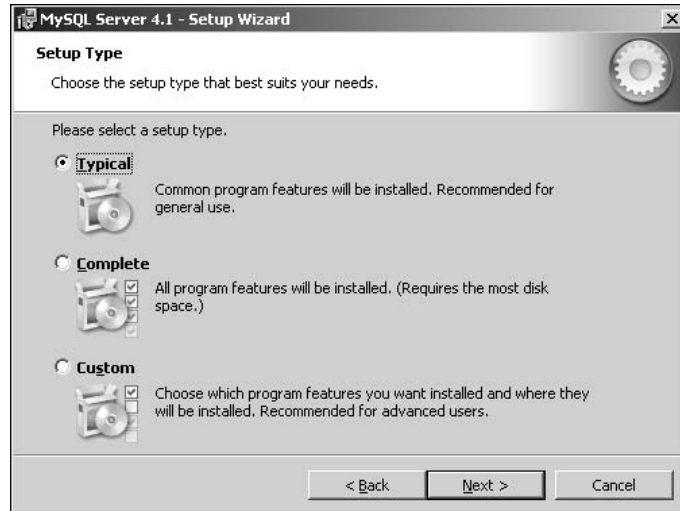 MySQL Server 4.1 - Setup Wizard
Setup Type
Choose the setup type that best suits your needs.
Please select a setup type.
Typical
Common program features will be installed. Recommended for
general use.
Complete
All program features will be installed. (Requires the most disk
space.)
Custom
Choose which program features you want installed and where they
will be installed. Recommended for advanced users.
< Back
Next >
Cancel